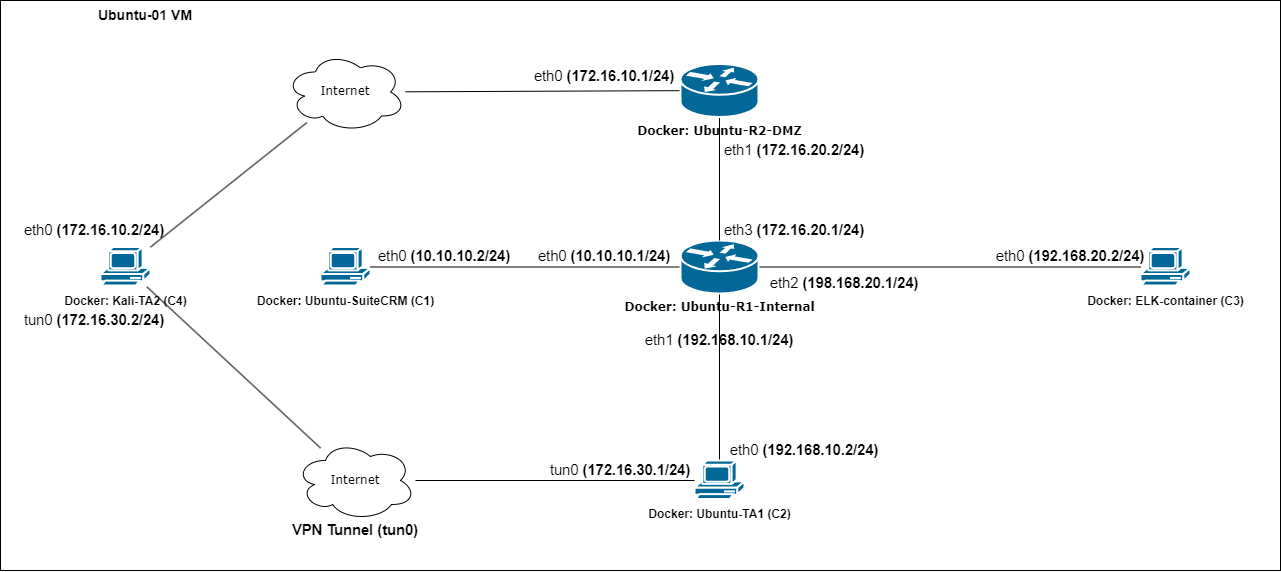 Ubuntu-01 VM
Internet
eth0 (172.16.10.1/24)
Docker: Ubuntu-R2-DMZ
eth1 (172.16.20.2/24)
eth0 (172.16.10.2/24)
eth3 (172.16.20.1/24)
eth0 (10.10.10.2/24)
eth0 (10.10.10.1/24)
eth0 (192.168.20.2/24)
eth2 (198.168.20.1/24)
Docker: Kali-TA2 (C4)
Docker: Ubuntu-SuiteCRM (C1)
Docker: Ubuntu-R1-Internal
Docker: ELK-container (C3)
tun0 (172.16.30.2/24)
eth1 (192.168.10.1/24)
eth0 (192.168.10.2/24)
Internet
tun0 (172.16.30.1/24)
Docker: Ubuntu-TA1 (C2)
VPN Tunnel (tun0)